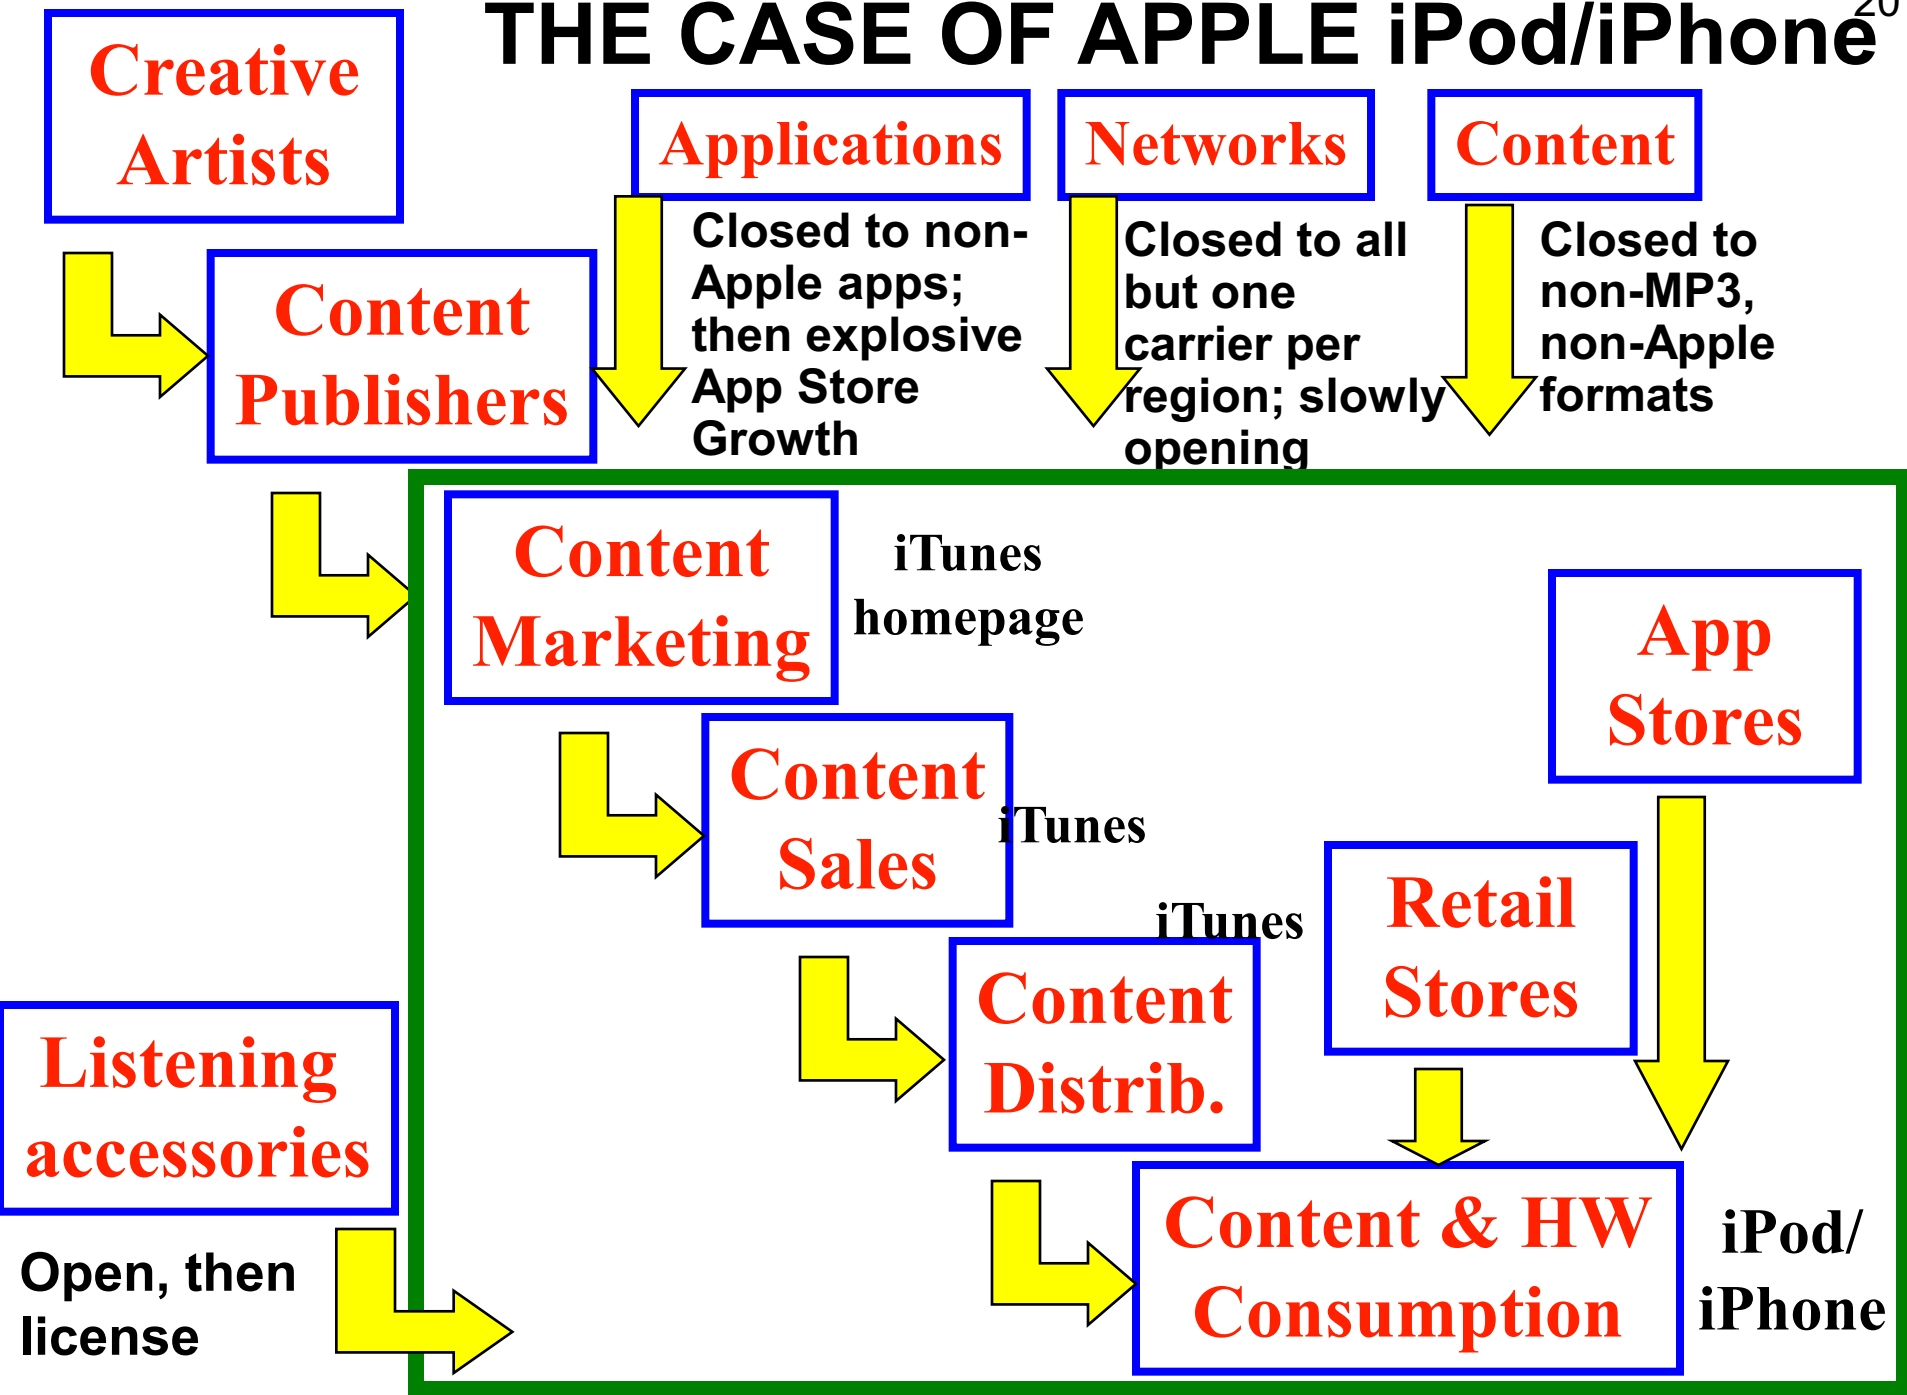 THE CASE OF APPLE iPod/iPhone
20
Creative
Artists
Applications
Networks
Content
Closed to non-
Apple apps;
then explosive
App Store
Growth
Closed to all
but one
carrier per
region; slowly
opening
Closed to
non-MP3,
non-Apple
formats
Content
Publishers
Content
Marketing
iTunes
homepage
App
Stores
Content
Sales
iTunes
Retail
Stores
iTunes
Content
Distrib.
Listening
accessories
Open, then
license
Content & HW
Consumption
iPod/
iPhone